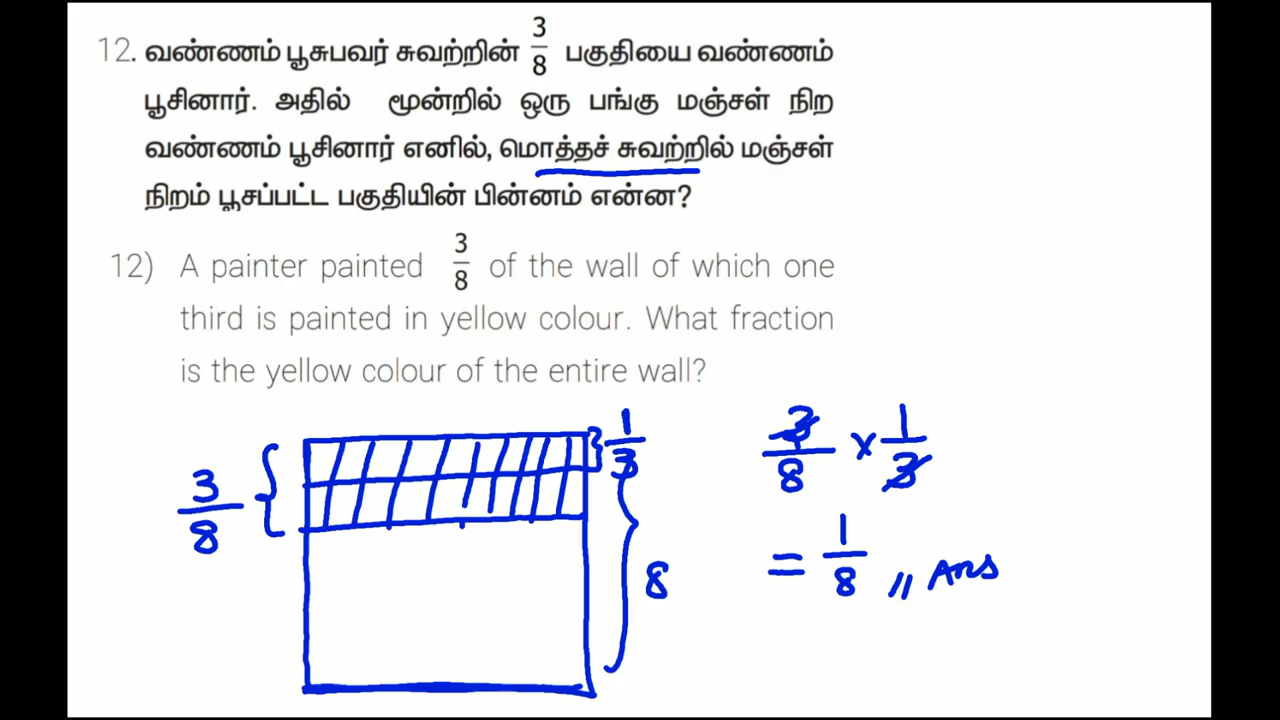 12. வண்ணம் பூசுபவர் சுவற்றின் 3/8 பகுதியை வண்ணம்
பூசினார். அதில் மூன்றில் ஒரு பங்கு மஞ்சள் நிற
வண்ணம் பூசினார் எனில், மொத்தச் சுவற்றில் மஞ்சள்
நிறம் பூசப்பட்ட பகுதியின் பின்னம் என்ன?
12) A painter painted 3/8 of the wall of which one
third is painted in yellow colour. What fraction
is the yellow colour of the entire wall?
3/8
1/3
8
3/8 x 1/3
= 1/8 // Ans